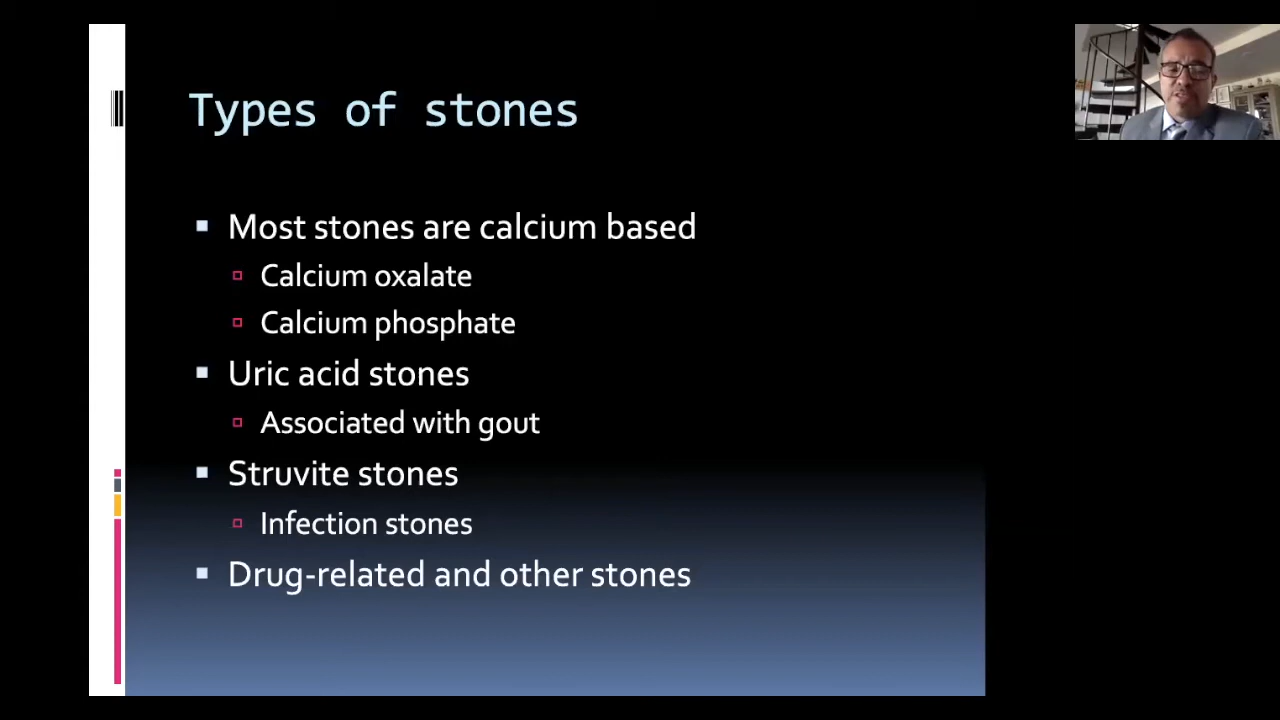 Types of stones
Most stones are calcium based
Calcium oxalate
Calcium phosphate
Uric acid stones
Associated with gout
Struvite stones
Infection stones
Drug-related and other stones